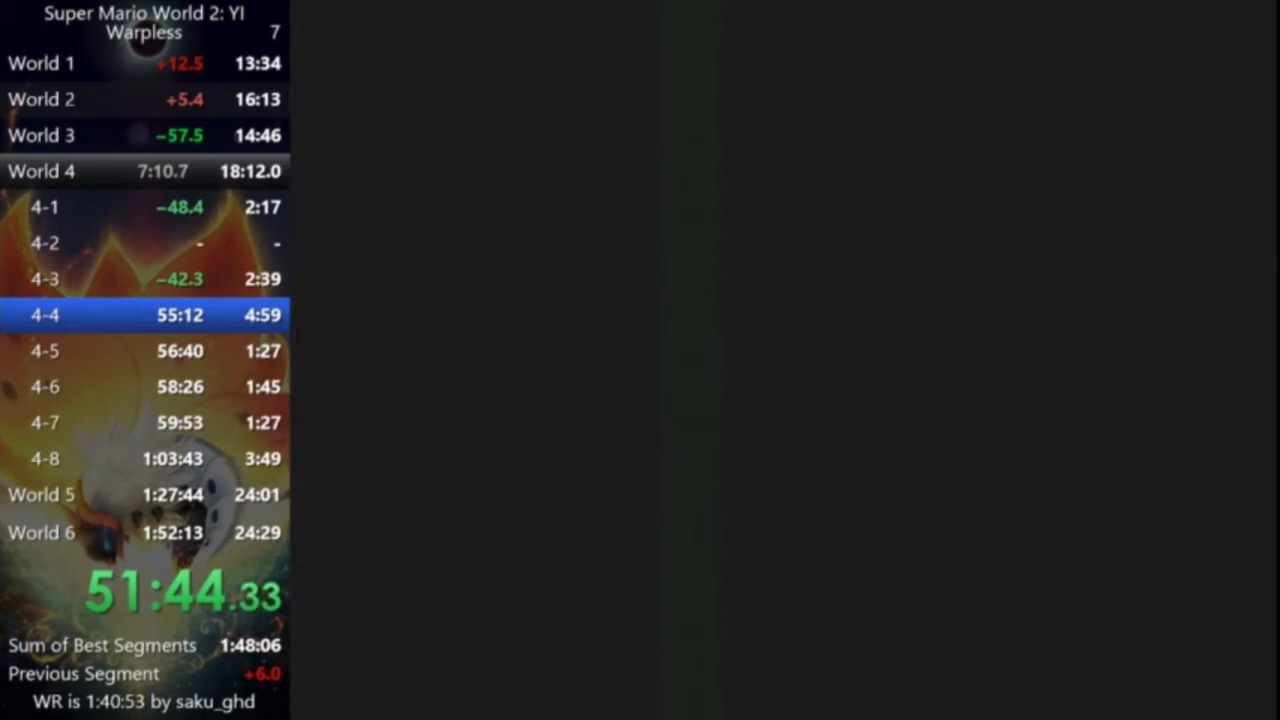 Super Mario World 2: YI
Warpless 7
World 1 +12.5 13:34
World 2 +5.4 16:13
World 3 −57.5 14:46
World 4 7:10.7 18:12.0
4-1 −48.4 2:17
4-2 - -
4-3 −42.3 2:39
4-4 55:12 4:59
4-5 56:40 1:27
4-6 58:26 1:45
4-7 59:53 1:27
4-8 1:03:43 3:49
World 5 1:27:44 24:01
World 6 1:52:13 24:29
51:44.33
Sum of Best Segments 1:48:06
Previous Segment +6.0
WR is 1:40:53 by saku_ghd